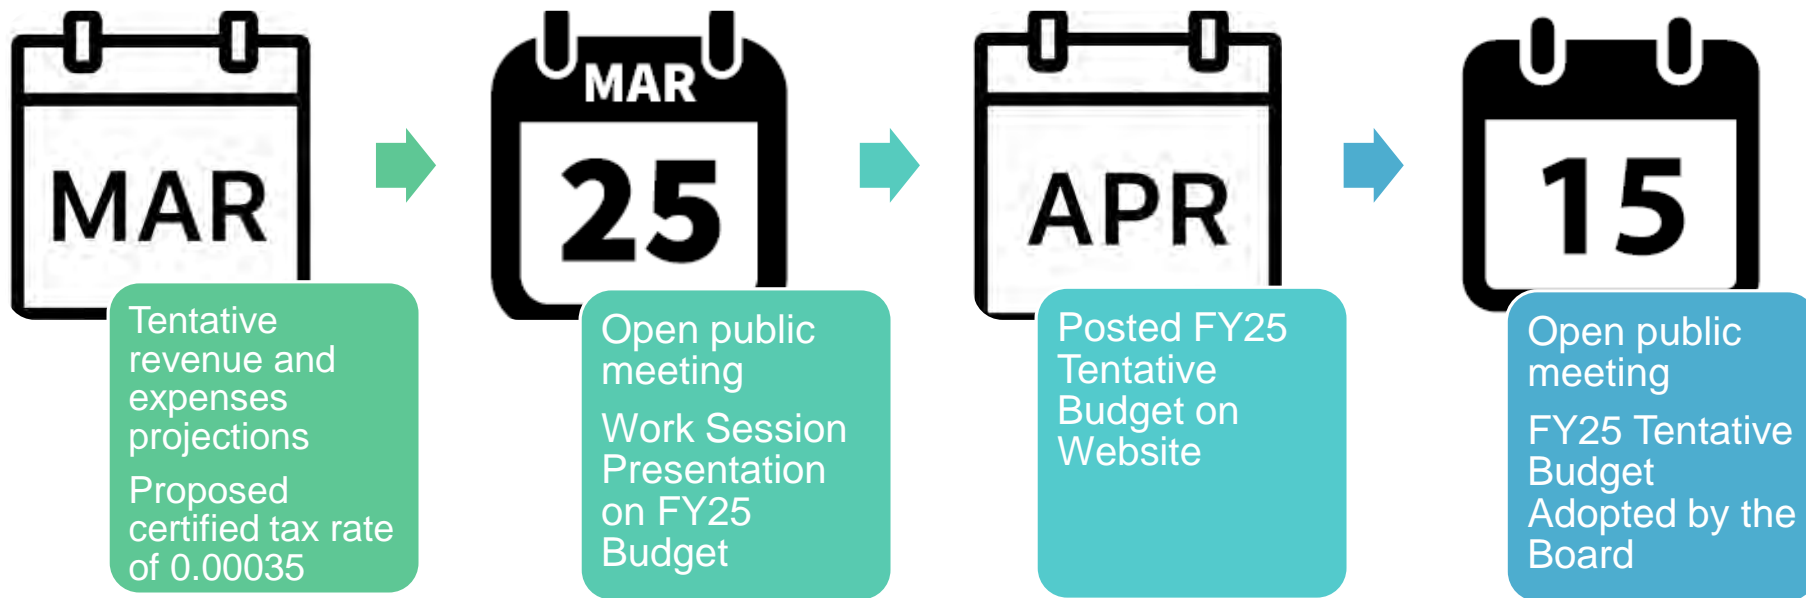 MAR
Tentative
revenue and
expenses
projections
Proposed
certified tax rate
of 0.00035
MAR
25
Open public
meeting
Work Session
Presentation
on FY25
Budget
APR
Posted FY25
Tentative
Budget on
Website
15
Open public
meeting
FY25 Tentative
Budget
Adopted by the
Board